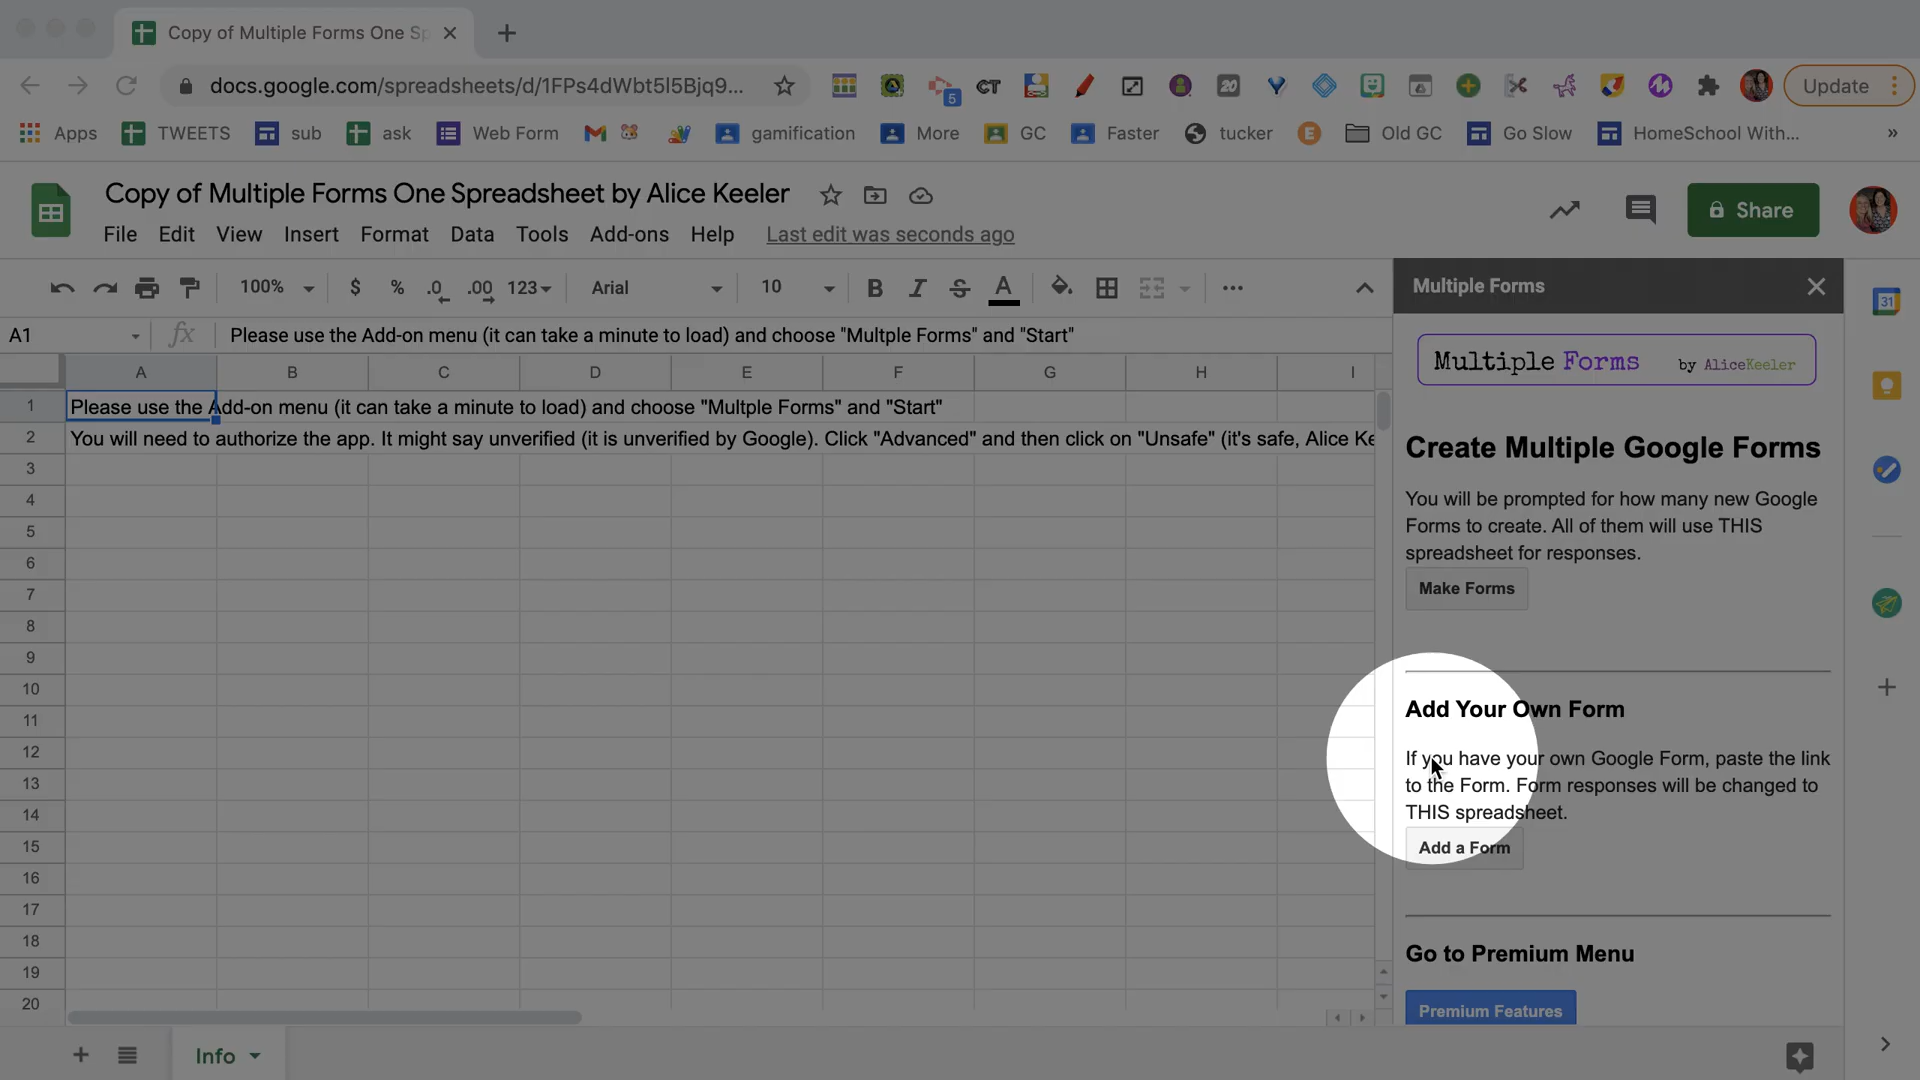 Copy of Multiple Forms One Sp
docs.google.com/spreadsheets/d/1FPs4dWbt5I5Bjq9...
5
CT
20
Update
Apps
TWEETS
sub
ask
Web Form
gamification
More
GC
Faster
tucker
E
Old GC
Go Slow
HomeSchool With...
»
Copy of Multiple Forms One Spreadsheet by Alice Keeler
Share
File Edit View Insert Format Data Tools Add-ons Help Last edit was seconds ago
100% $ % .0 .00 123 Arial 10 B I S A
Multiple Forms
31
A1 fx Please use the Add-on menu (it can take a minute to load) and choose "Multple Forms" and "Start"
Multiple Forms by AliceKeeler
A B C D E F G H I
1 Please use the Add-on menu (it can take a minute to load) and choose "Multple Forms" and "Start"
2 You will need to authorize the app. It might say unverified (it is unverified by Google). Click "Advanced" and then click on "Unsafe" (it's safe, Alice Ke
3
4
5
6
7
8
9
10
11
12
13
14
15
16
17
18
19
20
Create Multiple Google Forms
You will be prompted for how many new Google
Forms to create. All of them will use THIS
spreadsheet for responses.
Make Forms
Add Your Own Form
If you have your own Google Form, paste the link
to the Form. Form responses will be changed to
THIS spreadsheet.
Add a Form
Go to Premium Menu
Premium Features
Info